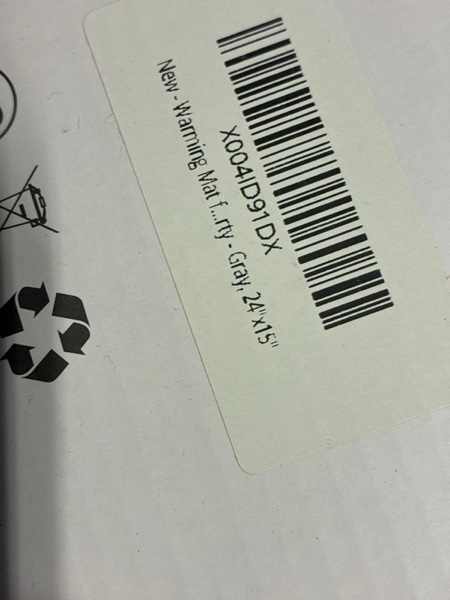 X004ID91DX
New - Warming Mat f...rty - Gray, 24"x15"